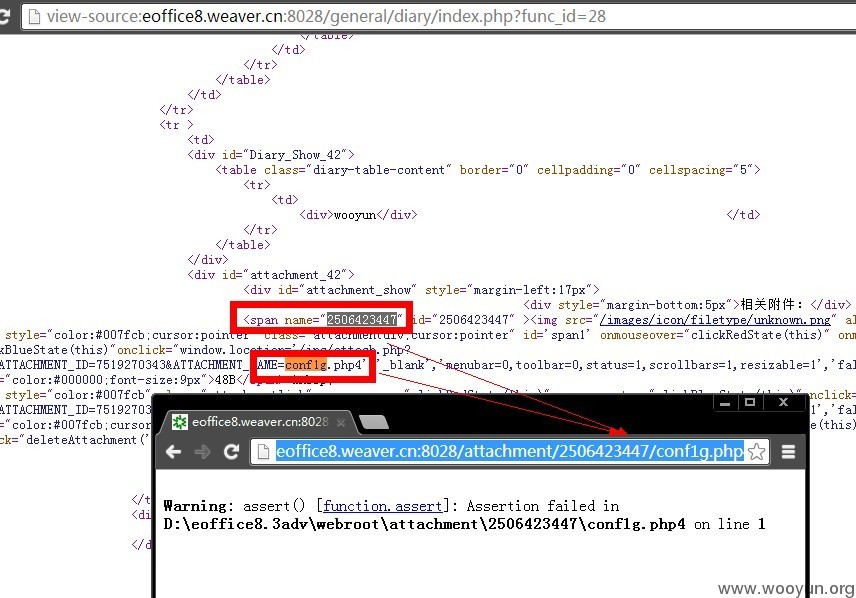 view-source:eoffice8.weaver.cn:8028/general/diary/index.php?func_id=28
</table>
</td>
</tr>
</table>
</td>
</tr>
<tr >
<td>
<div id="Diary_Show_42">
<table class="diary-table-content" border="0" cellpadding="0" cellspacing="5">
<tr>
<td>
<div>wooyun</div> </td>
</tr>
</table>
</div>
<div id="attachment_42">
<div id="attachment_show" style="margin-left:17px">
<div style="margin-bottom:5px">相关附件：</div>
<span name="2506423447" id="2506423447" ><img src="/images/icon/filetype/unknown.png" al
style="color:#007fcb;cursor:pointer" class="attachmentdiv;cursor:pointer" id='span1' onmouseover="clickRedState(this)" onmou
kBlueState(this)"onclick="window.location='/inc/attach.php?
ATTACHMENT_ID=7519270343&ATTACHMENT_NAME=conf1g.php4','_blank','menubar=0,toolbar=0,status=1,scrollbars=1,resizable=1','fal
="color:#000000;font-size:9px">48B
style="color:#007fcb
ATTACHMENT_ID=751927034 1','fal
="color:#007fcb;cursor:p te(this)
ck="deleteAttachment('
</t
<di
</d
eoffice8.weaver.cn:8028
eoffice8.weaver.cn:8028/attachment/2506423447/conf1g.php
Warning: assert() [function.assert]: Assertion failed in
D:\eoffice8.3adv\webroot\attachment\2506423447\conf1g.php4 on line 1
www.wooyun.org